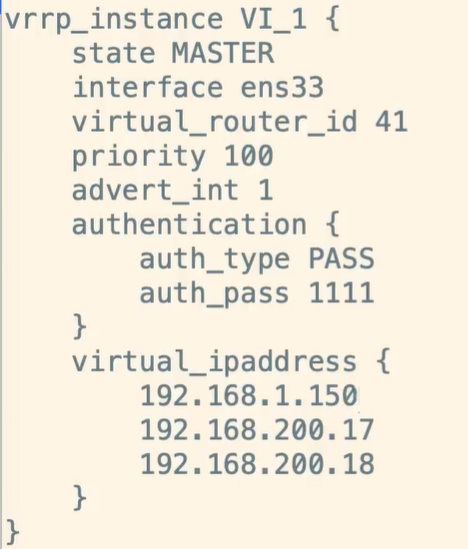 vrrp_instance VI_1 {
    state MASTER
    interface ens33
    virtual_router_id 41
    priority 100
    advert_int 1
    authentication {
        auth_type PASS
        auth_pass 1111
    }
    virtual_ipaddress {
        192.168.1.150
        192.168.200.17
        192.168.200.18
    }
}